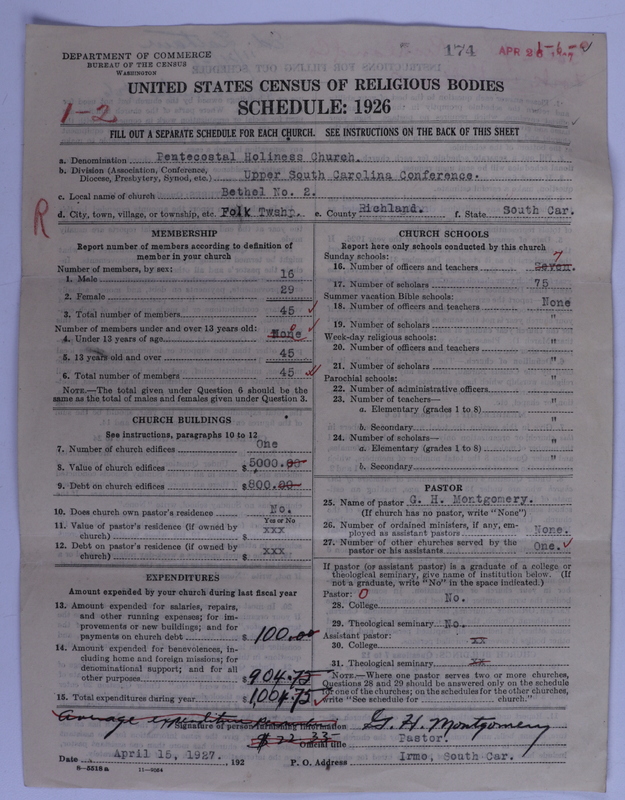 174
APR 26 1927
DEPARTMENT OF COMMERCE
BUREAU OF THE CENSUS
WASHINGTON
UNITED STATES CENSUS OF RELIGIOUS BODIES
SCHEDULE: 1926
1-2
FILL OUT A SEPARATE SCHEDULE FOR EACH CHURCH. SEE INSTRUCTIONS ON THE BACK OF THIS SHEET
a. Denomination Pentecostal Holiness Church.
b. Division (Association, Conference, Diocese, Presbytery, Synod, etc.) Upper South Carolina Conference.
c. Local name of church Bethel No. 2.
R
d. City, town, village, or township, etc. Polk Twshp. e. County Richland. f. State South Car.
MEMBERSHIP
Report number of members according to definition of
member in your church
Number of members, by sex:
1. Male 16
2. Female 29
3. Total number of members 45
Number of members under and over 13 years old:
4. Under 13 years of age None 0
5. 13 years old and over 45
6. Total number of members 45
NOTE.—The total given under Question 6 should be the
same as the total of males and females given under Question 3.
CHURCH BUILDINGS
See instructions, paragraphs 10 to 12
7. Number of church edifices One
8. Value of church edifices $5000.00
9. Debt on church edifices $800.00
10. Does church own pastor's residence No.
Yes or No
11. Value of pastor's residence (if owned by
church) $ xxx
12. Debt on pastor's residence (if owned by
church) $ xxx
EXPENDITURES
Amount expended by your church during last fiscal year
13. Amount expended for salaries, repairs,
and other running expenses; for im-
provements or new buildings; and for
payments on church debt $ 100.00
14. Amount expended for benevolences, in-
cluding home and foreign missions; for
denominational support; and for all
other purposes $ 904.75
15. Total expenditures during year $ 1,004.75
CHURCH SCHOOLS
Report here only schools conducted by this church
Sunday schools:
16. Number of officers and teachers Seven. 7
17. Number of scholars 75
Summer vacation Bible schools:
18. Number of officers and teachers None
19. Number of scholars "
Week-day religious schools:
20. Number of officers and teachers "
21. Number of scholars "
Parochial schools:
22. Number of administrative officers "
23. Number of teachers—
a. Elementary (grades 1 to 8) "
b. Secondary "
24. Number of scholars—
a. Elementary (grades 1 to 8) "
b. Secondary "
PASTOR
25. Name of pastor G. H. Montgomery.
(If church has no pastor, write "None")
26. Number of ordained ministers, if any, em-
ployed as assistant pastors None.
27. Number of other churches served by the
pastor or his assistants One.
If pastor (or assistant pastor) is a graduate of a college or
theological seminary, give name of institution below. (If
not a graduate, write "No" in the space indicated.)
Pastor: 0
28. College No.
29. Theological seminary No.
Assistant pastor:
30. College xx
31. Theological seminary xx
NOTE.—Where one pastor serves two or more churches,
Questions 28 and 29 should be answered only on the schedule
for one of the churches; on the schedules for the other churches,
write "See schedule for church."
Average expenditure
Signature of person furnishing information G. H. Montgomery
$22.33
Official title Pastor.
Date April 15, 1927. , 192 P. O. Address Irmo, South Car.
8—5518 a 11—9064